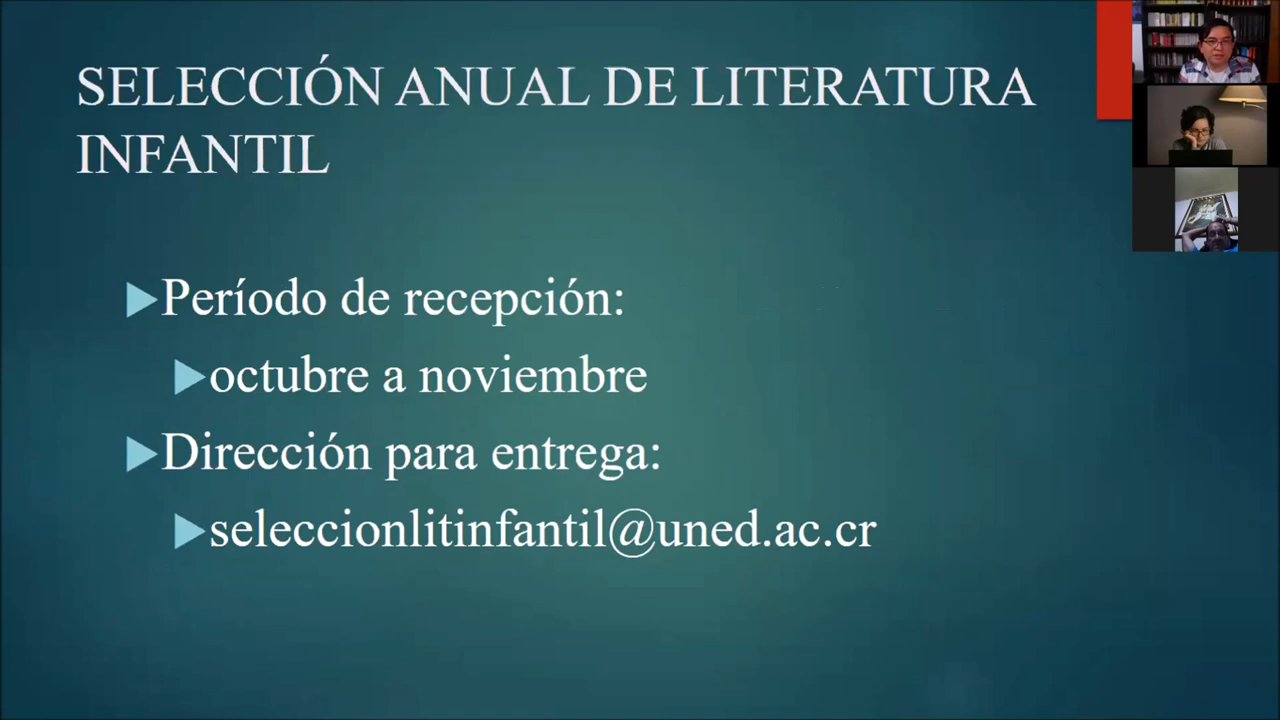 SELECCIÓN ANUAL DE LITERATURA
INFANTIL
Período de recepción:
octubre a noviembre
Dirección para entrega:
seleccionlitinfantil@uned.ac.cr